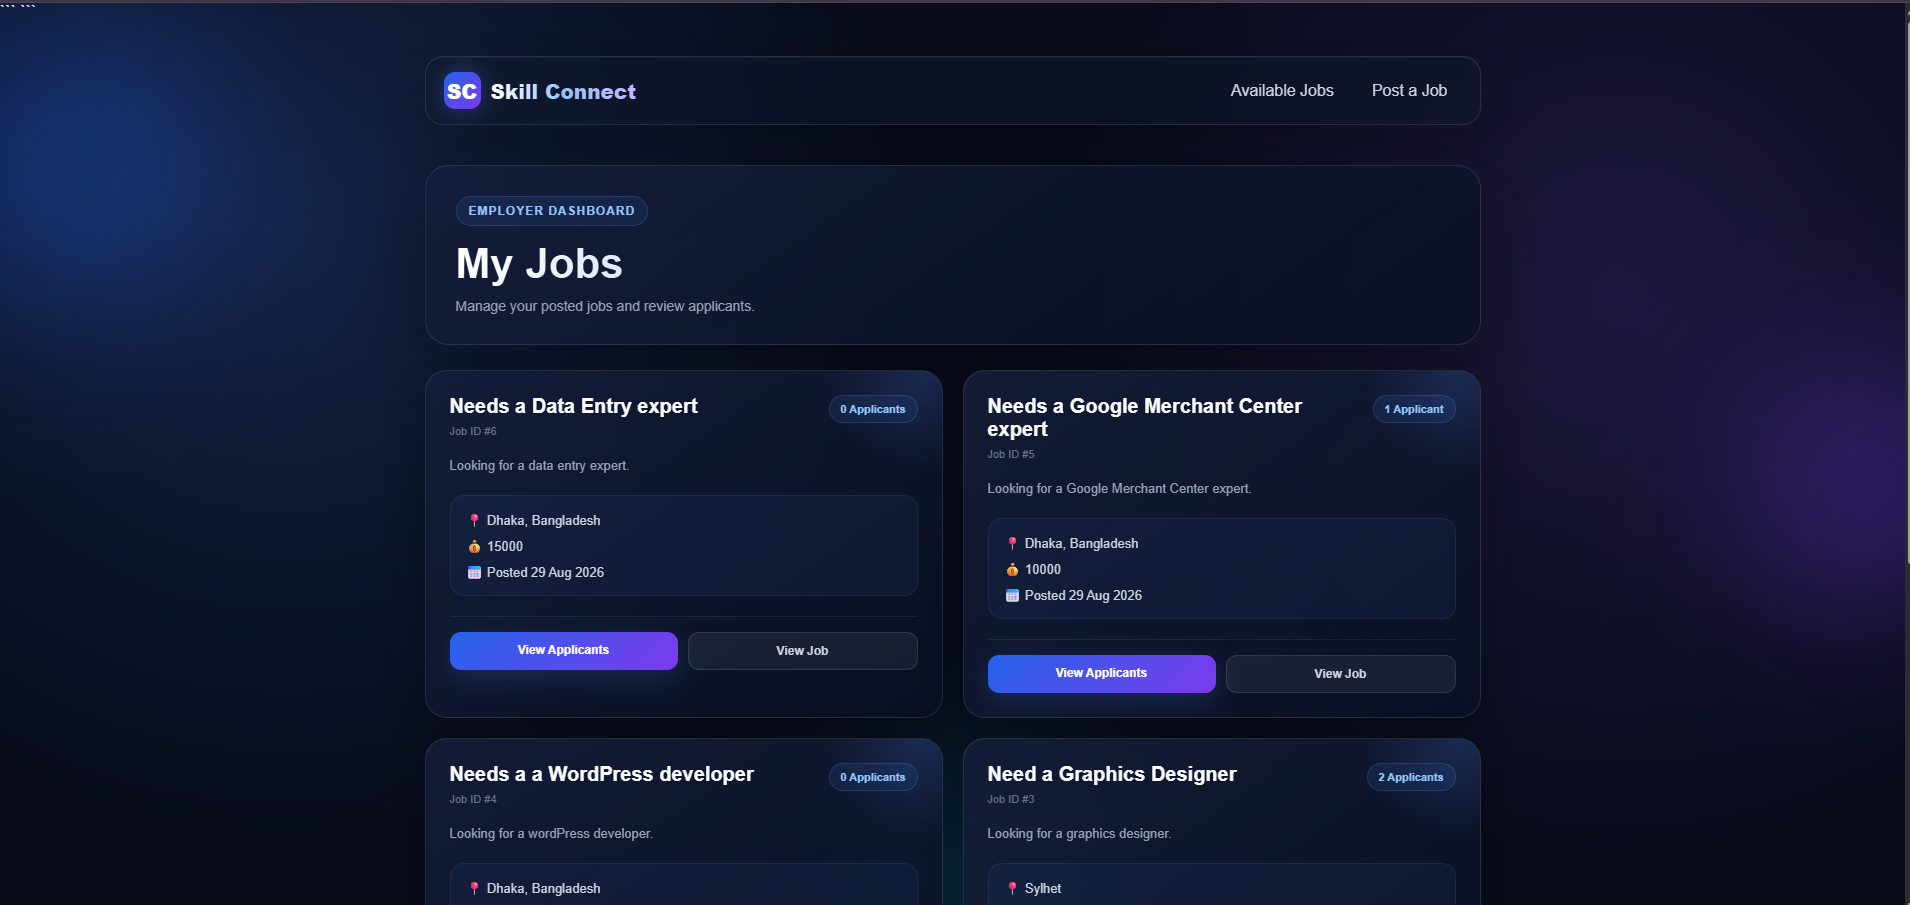 ``` ```
SC Skill Connect
Available Jobs
Post a Job
EMPLOYER DASHBOARD
My Jobs
Manage your posted jobs and review applicants.
Needs a Data Entry expert
0 Applicants
Job ID #6
Looking for a data entry expert.
Dhaka, Bangladesh
15000
Posted 29 Aug 2026
View Applicants
View Job
Needs a Google Merchant Center
expert
1 Applicant
Job ID #5
Looking for a Google Merchant Center expert.
Dhaka, Bangladesh
10000
Posted 29 Aug 2026
View Applicants
View Job
Needs a a WordPress developer
0 Applicants
Job ID #4
Looking for a wordPress developer.
Dhaka, Bangladesh
Need a Graphics Designer
2 Applicants
Job ID #3
Looking for a graphics designer.
Sylhet